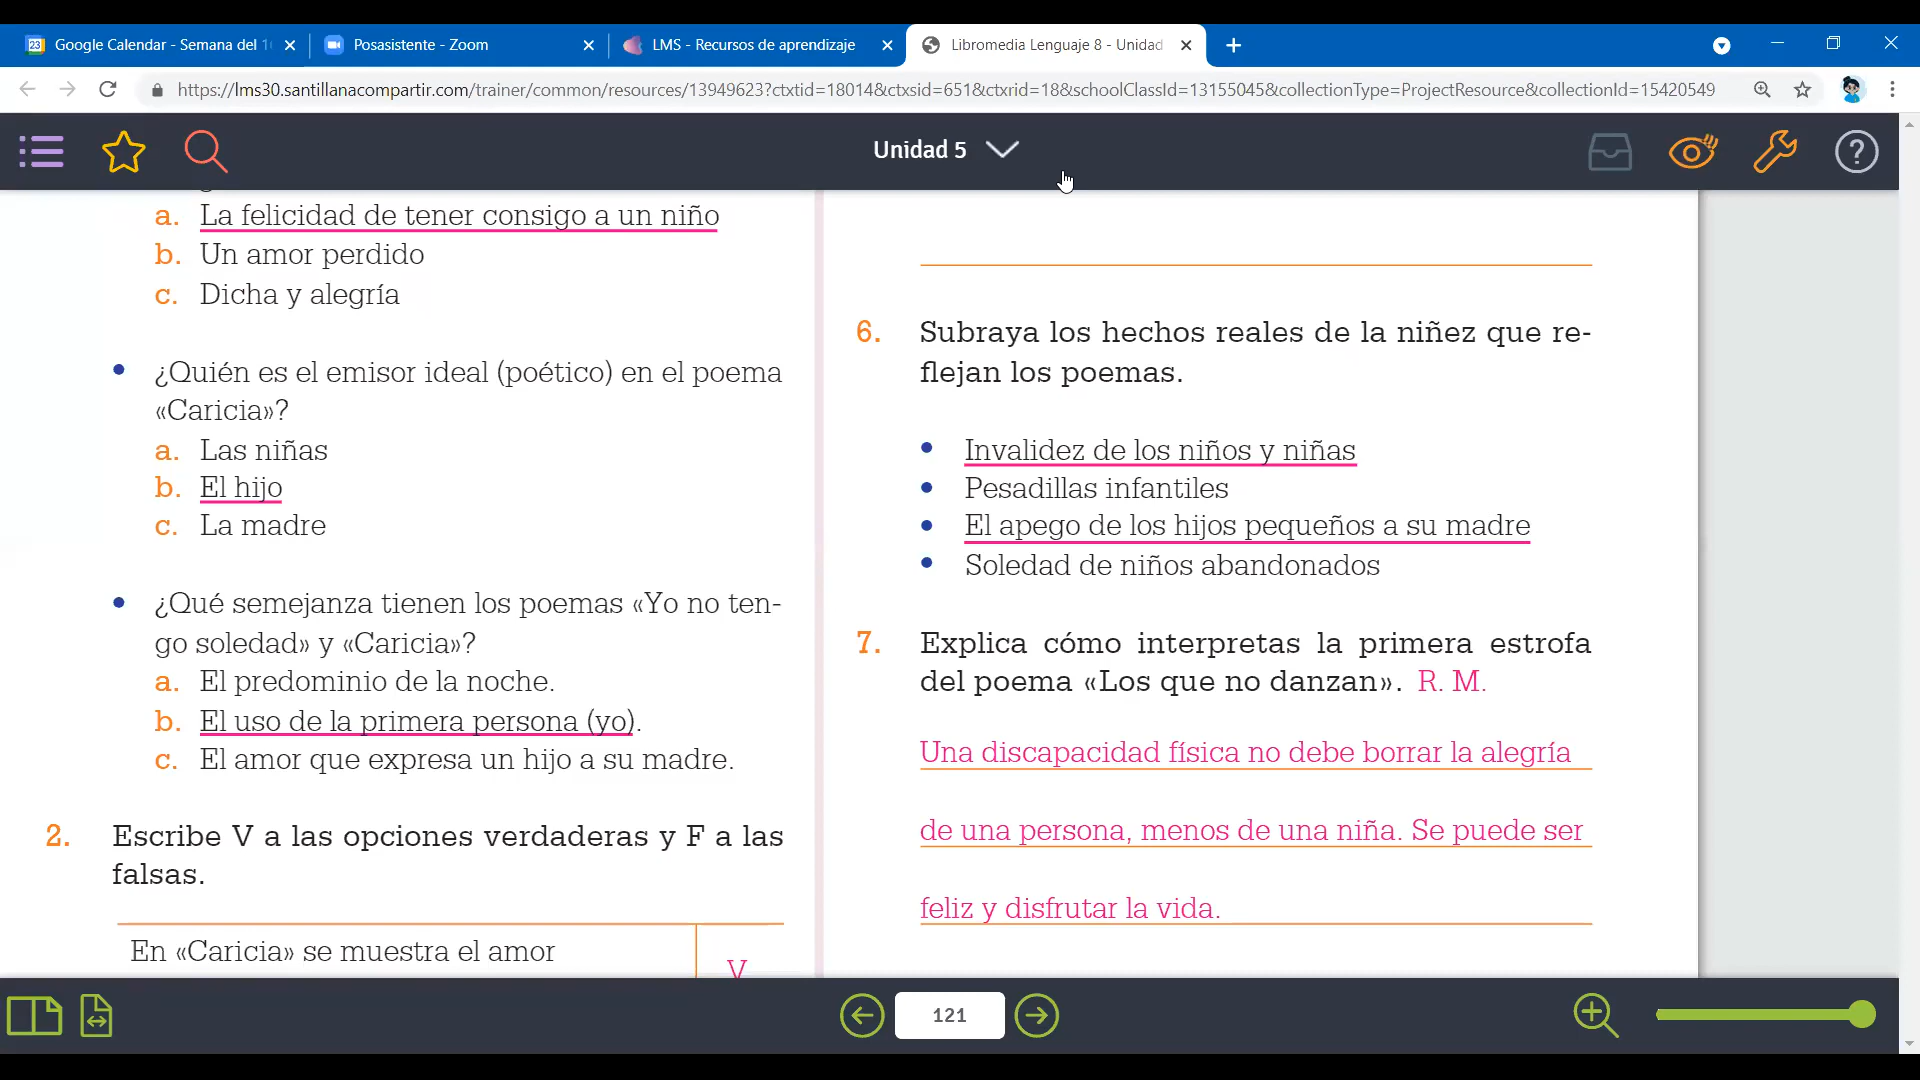 Google Calendar - Semana del 1
Posasistente - Zoom
LMS - Recursos de aprendizaje
Libromedia Lenguaje 8 - Unidad
https://lms30.santillanacompartir.com/trainer/common/resources/13949623?ctxtid=18014&ctxsid=651&ctxrid=18&schoolClassId=13155045&collectionType=ProjectResource&collectionId=15420549
Unidad 5
a. La felicidad de tener consigo a un niño
b. Un amor perdido
c. Dicha y alegría
• ¿Quién es el emisor ideal (poético) en el poema
«Caricia»?
a. Las niñas
b. El hijo
c. La madre
• ¿Qué semejanza tienen los poemas «Yo no ten-
go soledad» y «Caricia»?
a. El predominio de la noche.
b. El uso de la primera persona (yo).
c. El amor que expresa un hijo a su madre.
2. Escribe V a las opciones verdaderas y F a las
falsas.
En «Caricia» se muestra el amor
V
6. Subraya los hechos reales de la niñez que re-
flejan los poemas.
• Invalidez de los niños y niñas
• Pesadillas infantiles
• El apego de los hijos pequeños a su madre
• Soledad de niños abandonados
7. Explica cómo interpretas la primera estrofa
del poema «Los que no danzan». R. M.
Una discapacidad física no debe borrar la alegría
de una persona, menos de una niña. Se puede ser
feliz y disfrutar la vida.
121